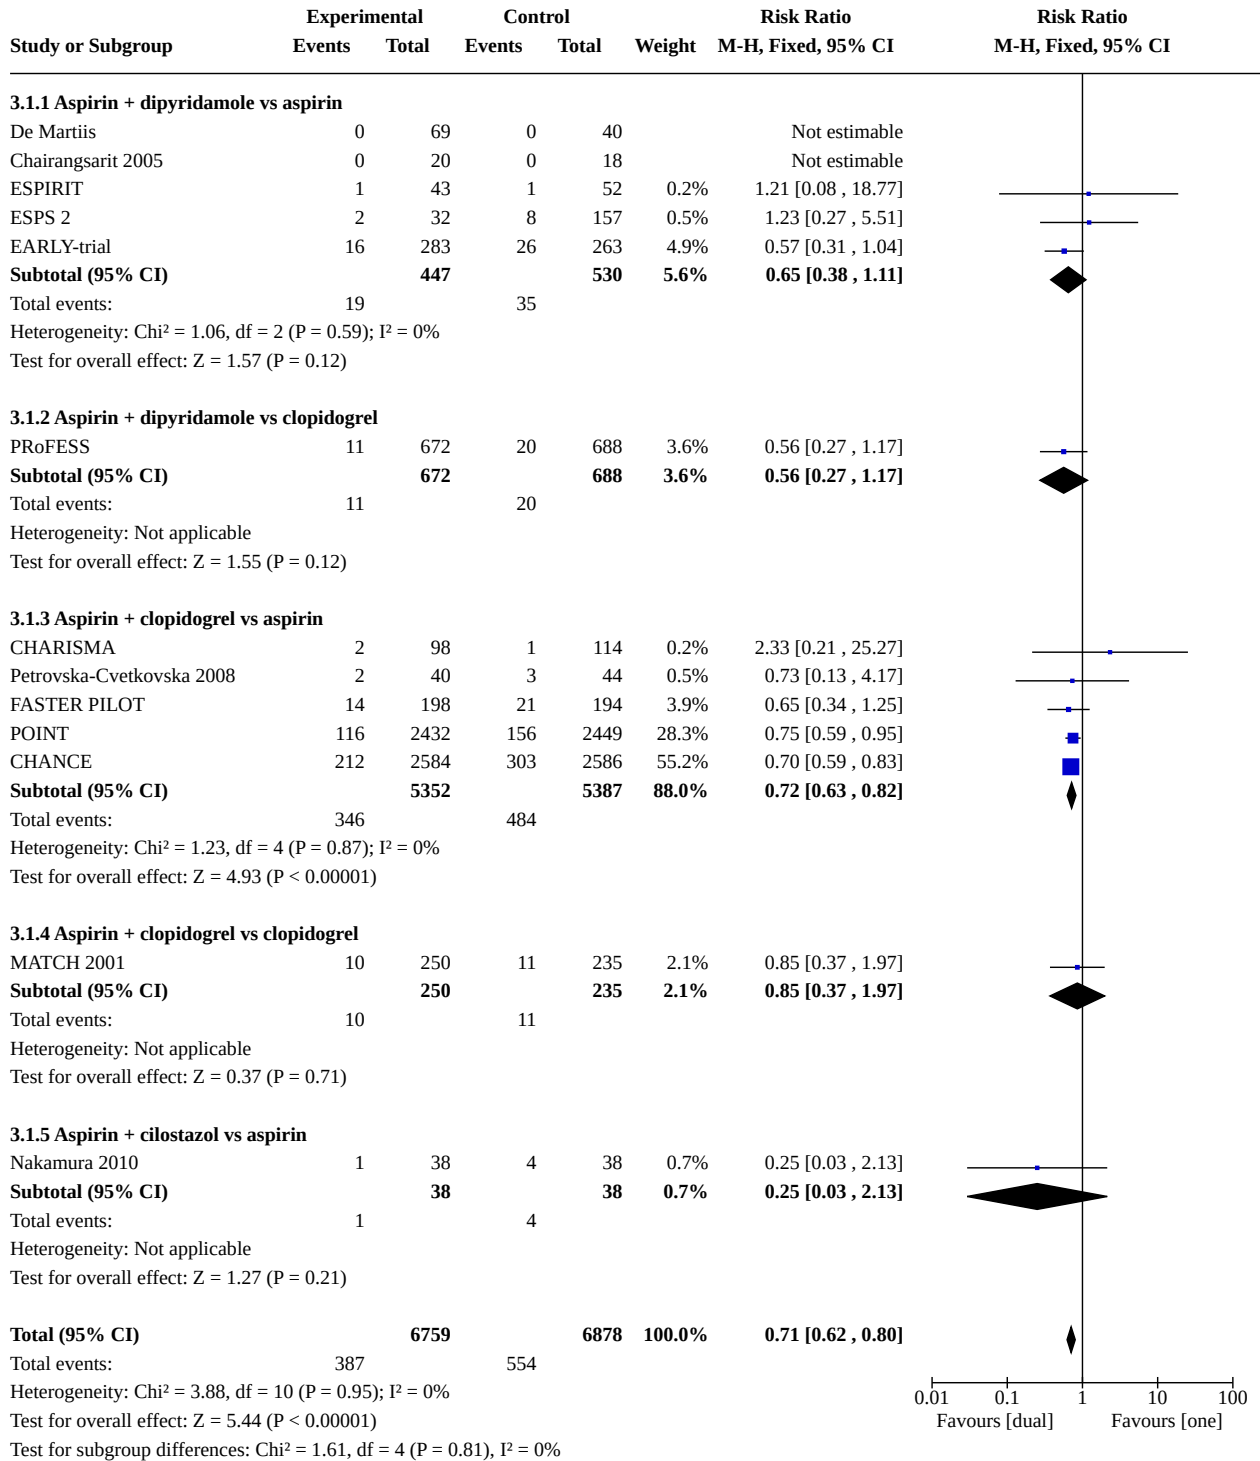 Experimental Control Risk Ratio Risk Ratio
Study or Subgroup Events Total Events Total Weight M-H, Fixed, 95% CI M-H, Fixed, 95% CI
3.1.1 Aspirin + dipyridamole vs aspirin
De Martiis 0 69 0 40 Not estimable
Chairangsarit 2005 0 20 0 18 Not estimable
ESPIRIT 1 43 1 52 0.2% 1.21 [0.08 , 18.77]
ESPS 2 2 32 8 157 0.5% 1.23 [0.27 , 5.51]
EARLY-trial 16 283 26 263 4.9% 0.57 [0.31 , 1.04]
Subtotal (95% CI) 447 530 5.6% 0.65 [0.38 , 1.11]
Total events: 19 35
Heterogeneity: Chi² = 1.06, df = 2 (P = 0.59); I² = 0%
Test for overall effect: Z = 1.57 (P = 0.12)
3.1.2 Aspirin + dipyridamole vs clopidogrel
PRoFESS 11 672 20 688 3.6% 0.56 [0.27 , 1.17]
Subtotal (95% CI) 672 688 3.6% 0.56 [0.27 , 1.17]
Total events: 11 20
Heterogeneity: Not applicable
Test for overall effect: Z = 1.55 (P = 0.12)
3.1.3 Aspirin + clopidogrel vs aspirin
CHARISMA 2 98 1 114 0.2% 2.33 [0.21 , 25.27]
Petrovska-Cvetkovska 2008 2 40 3 44 0.5% 0.73 [0.13 , 4.17]
FASTER PILOT 14 198 21 194 3.9% 0.65 [0.34 , 1.25]
POINT 116 2432 156 2449 28.3% 0.75 [0.59 , 0.95]
CHANCE 212 2584 303 2586 55.2% 0.70 [0.59 , 0.83]
Subtotal (95% CI) 5352 5387 88.0% 0.72 [0.63 , 0.82]
Total events: 346 484
Heterogeneity: Chi² = 1.23, df = 4 (P = 0.87); I² = 0%
Test for overall effect: Z = 4.93 (P < 0.00001)
3.1.4 Aspirin + clopidogrel vs clopidogrel
MATCH 2001 10 250 11 235 2.1% 0.85 [0.37 , 1.97]
Subtotal (95% CI) 250 235 2.1% 0.85 [0.37 , 1.97]
Total events: 10 11
Heterogeneity: Not applicable
Test for overall effect: Z = 0.37 (P = 0.71)
3.1.5 Aspirin + cilostazol vs aspirin
Nakamura 2010 1 38 4 38 0.7% 0.25 [0.03 , 2.13]
Subtotal (95% CI) 38 38 0.7% 0.25 [0.03 , 2.13]
Total events: 1 4
Heterogeneity: Not applicable
Test for overall effect: Z = 1.27 (P = 0.21)
Total (95% CI) 6759 6878 100.0% 0.71 [0.62 , 0.80]
Total events: 387 554
Heterogeneity: Chi² = 3.88, df = 10 (P = 0.95); I² = 0% 0.01 0.1 1 10 100
Test for overall effect: Z = 5.44 (P < 0.00001) Favours [dual] Favours [one]
Test for subgroup differences: Chi² = 1.61, df = 4 (P = 0.81), I² = 0%